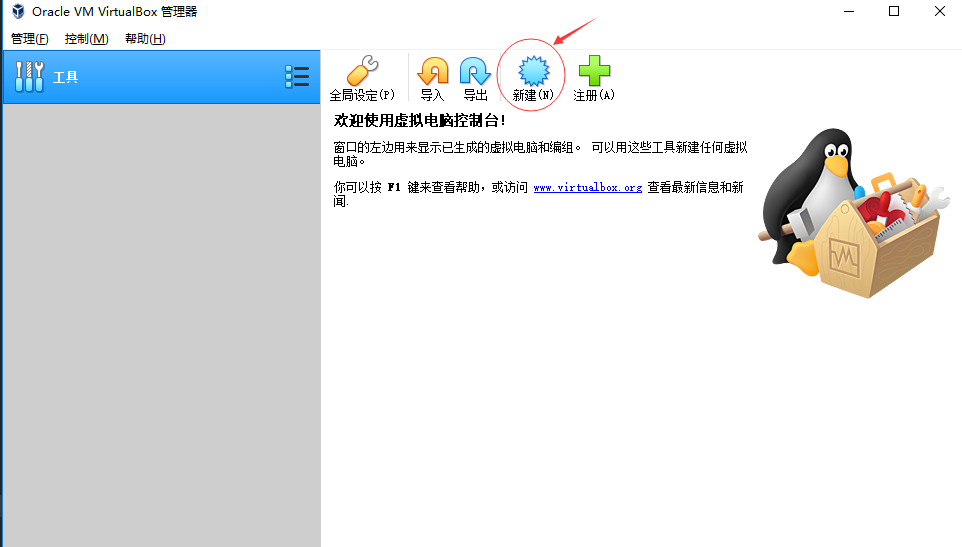 Oracle VM VirtualBox 管理器
管理(F) 控制(M) 帮助(H)
工具
全局设定(P) 导入 导出 新建(N) 注册(A)
欢迎使用虚拟电脑控制台!
窗口的左边用来显示已生成的虚拟电脑和编组。 可以用这些工具新建任何虚拟
电脑。
你可以按 F1 键来查看帮助，或访问 www.virtualbox.org 查看最新信息和新
闻.